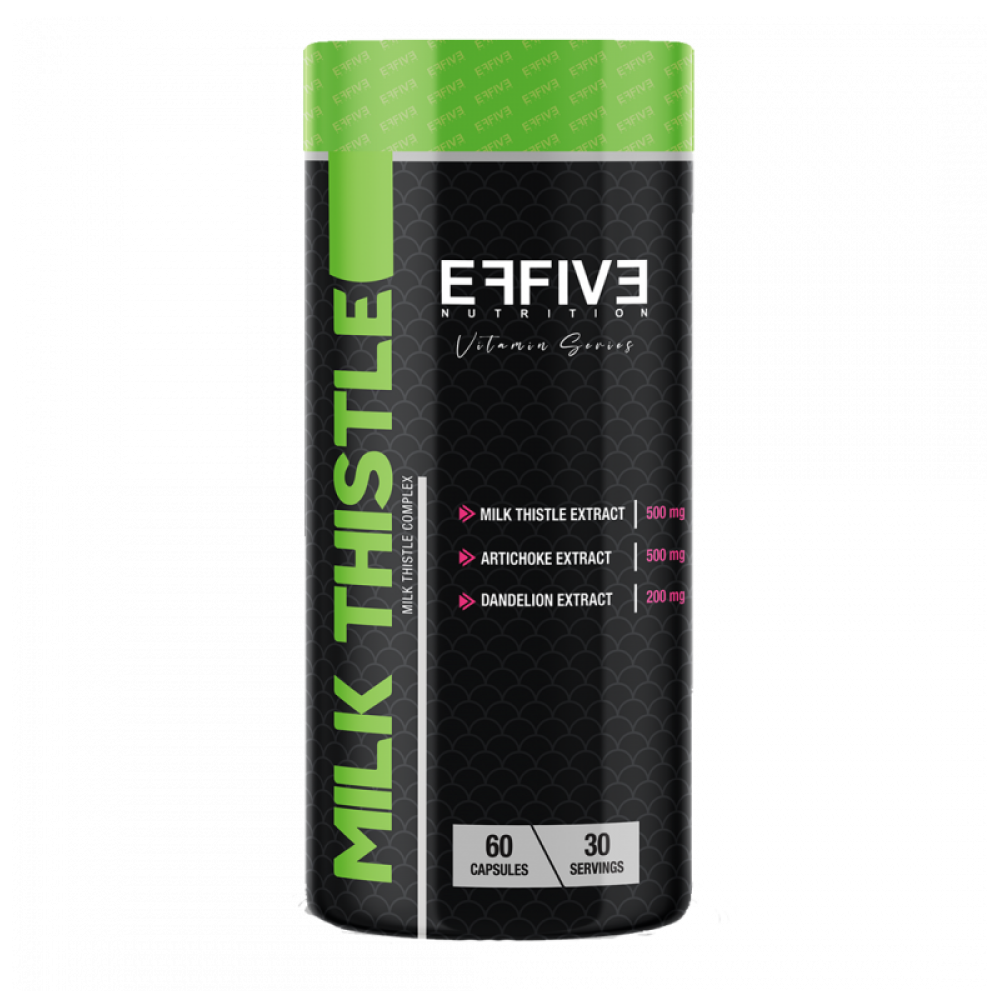 EFFIVE
NUTRITION
Vitamin Series
MILK THISTLE
MILK THISTLE COMPLEX
MILK THISTLE EXTRACT | 500 mg
ARTICHOKE EXTRACT | 500 mg
DANDELION EXTRACT | 200 mg
60 CAPSULES
30 SERVINGS